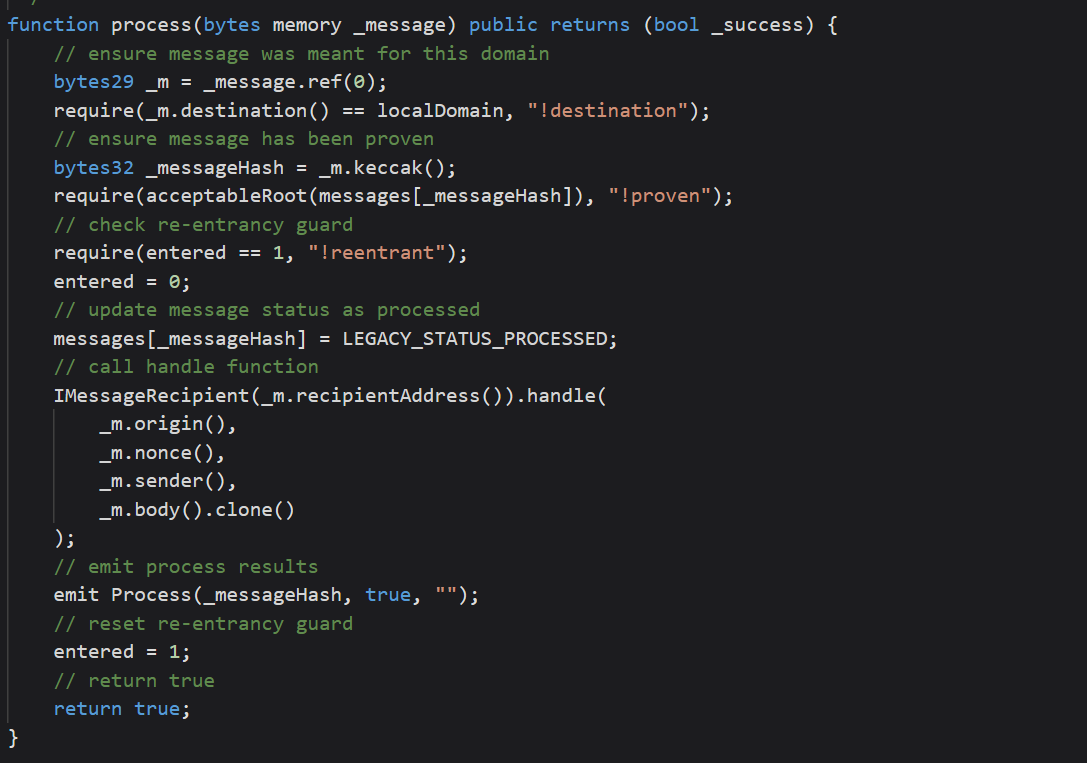 function process(bytes memory _message) public returns (bool _success) {
// ensure message was meant for this domain
bytes29 _m = _message.ref(0);
require(_m.destination() == localDomain, "!destination");
// ensure message has been proven
bytes32 _messageHash = _m.keccak();
require(acceptableRoot(messages[_messageHash]), "!proven");
// check re-entrancy guard
require(entered == 1, "!reentrant");
entered = 0;
// update message status as processed
messages[_messageHash] = LEGACY_STATUS_PROCESSED;
// call handle function
IMessageRecipient(_m.recipientAddress()).handle(
_m.origin(),
_m.nonce(),
_m.sender(),
_m.body().clone()
);
// emit process results
emit Process(_messageHash, true, "");
// reset re-entrancy guard
entered = 1;
// return true
return true;
}